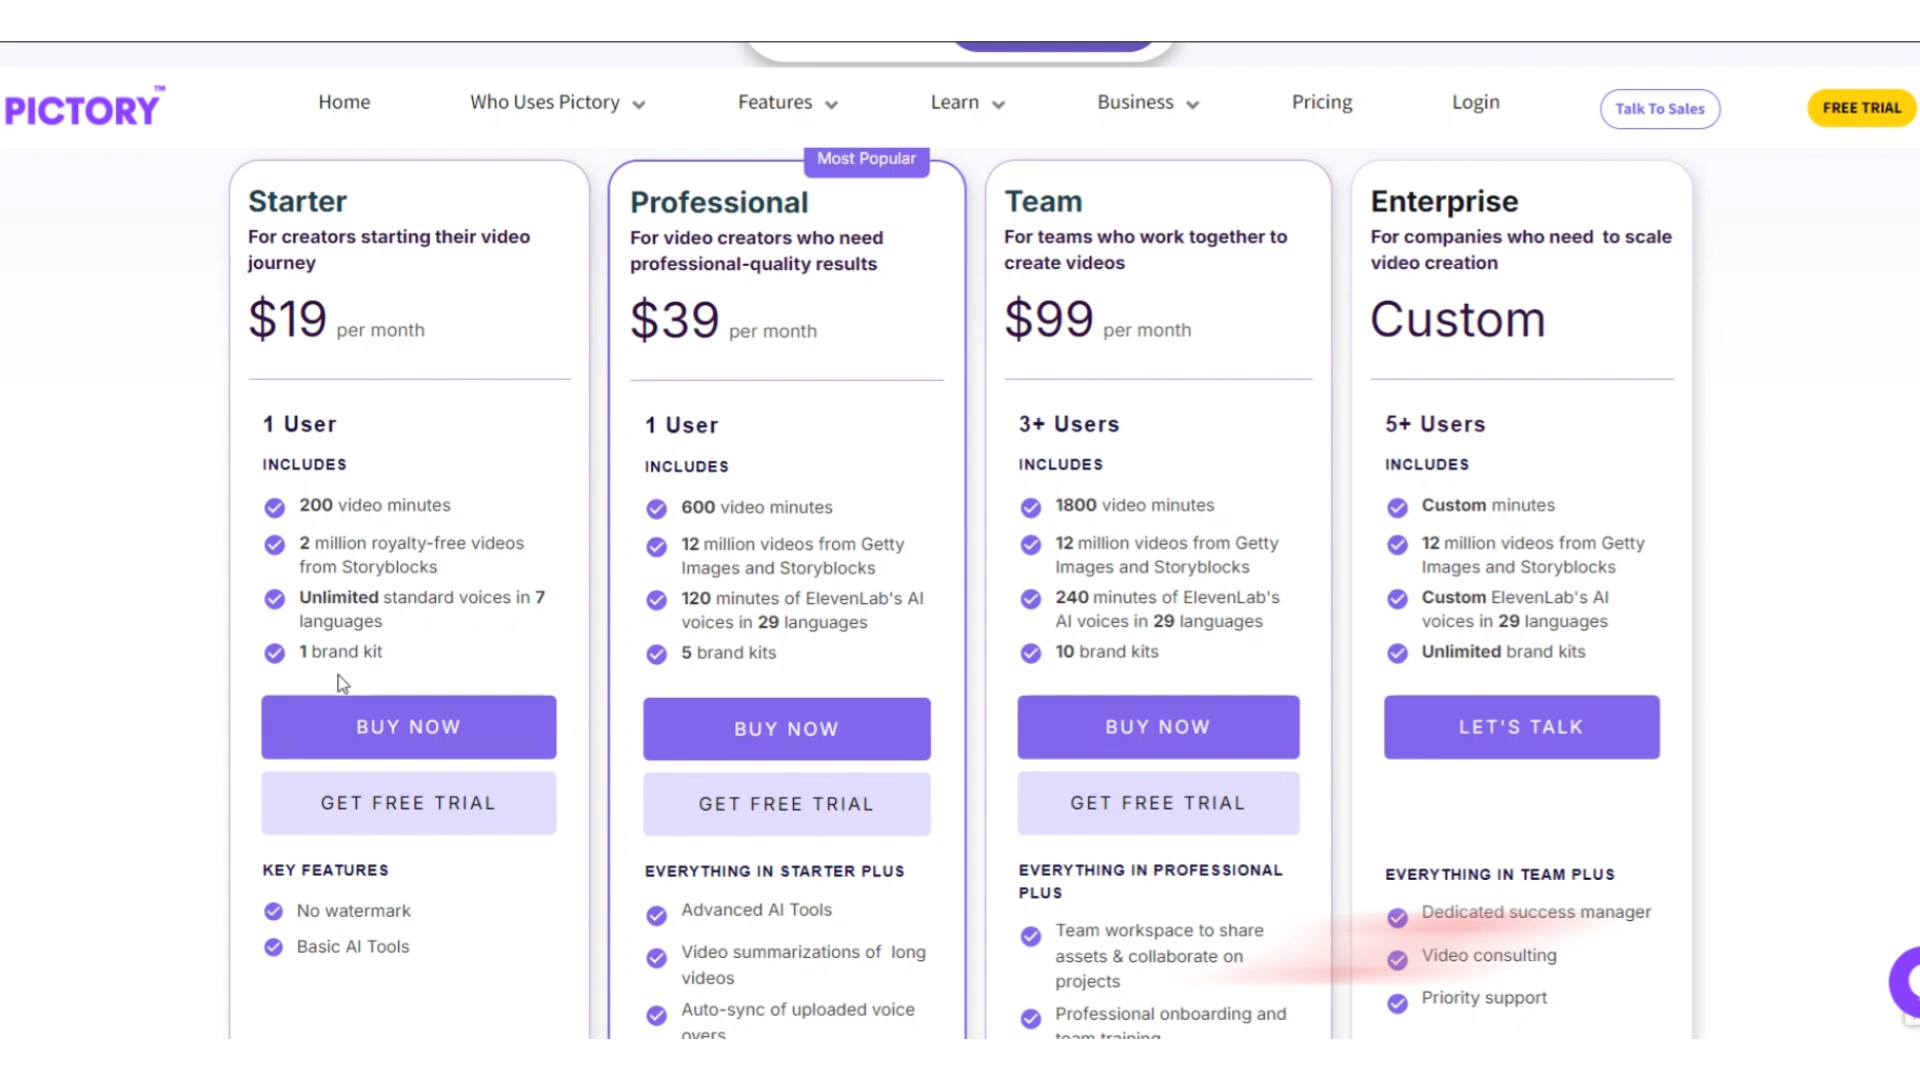 PICTORY™
Home
Who Uses Pictory
Features
Learn
Business
Pricing
Login
Talk To Sales
FREE TRIAL
Starter
For creators starting their video
journey
$19 per month
1 User
INCLUDES
200 video minutes
2 million royalty-free videos
from Storyblocks
Unlimited standard voices in 7
languages
1 brand kit
BUY NOW
GET FREE TRIAL
KEY FEATURES
No watermark
Basic AI Tools
Most Popular
Professional
For video creators who need
professional-quality results
$39 per month
1 User
INCLUDES
600 video minutes
12 million videos from Getty
Images and Storyblocks
120 minutes of ElevenLab's AI
voices in 29 languages
5 brand kits
BUY NOW
GET FREE TRIAL
EVERYTHING IN STARTER PLUS
Advanced AI Tools
Video summarizations of long
videos
Auto-sync of uploaded voice
overs
Team
For teams who work together to
create videos
$99 per month
3+ Users
INCLUDES
1800 video minutes
12 million videos from Getty
Images and Storyblocks
240 minutes of ElevenLab's
AI voices in 29 languages
10 brand kits
BUY NOW
GET FREE TRIAL
EVERYTHING IN PROFESSIONAL
PLUS
Team workspace to share
assets & collaborate on
projects
Professional onboarding and
team training
Enterprise
For companies who need to scale
video creation
Custom
5+ Users
INCLUDES
Custom minutes
12 million videos from Getty
Images and Storyblocks
Custom ElevenLab's AI
voices in 29 languages
Unlimited brand kits
LET'S TALK
EVERYTHING IN TEAM PLUS
Dedicated success manager
Video consulting
Priority support